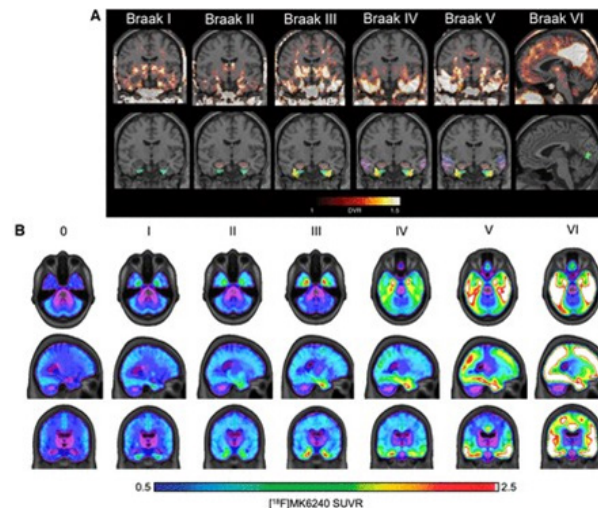 A
Braak I Braak II Braak III Braak IV Braak V Braak VI
1 DVR 1.5
B
0 I II III IV V VI
0.5 2.5
[¹⁸F]MK6240 SUVR